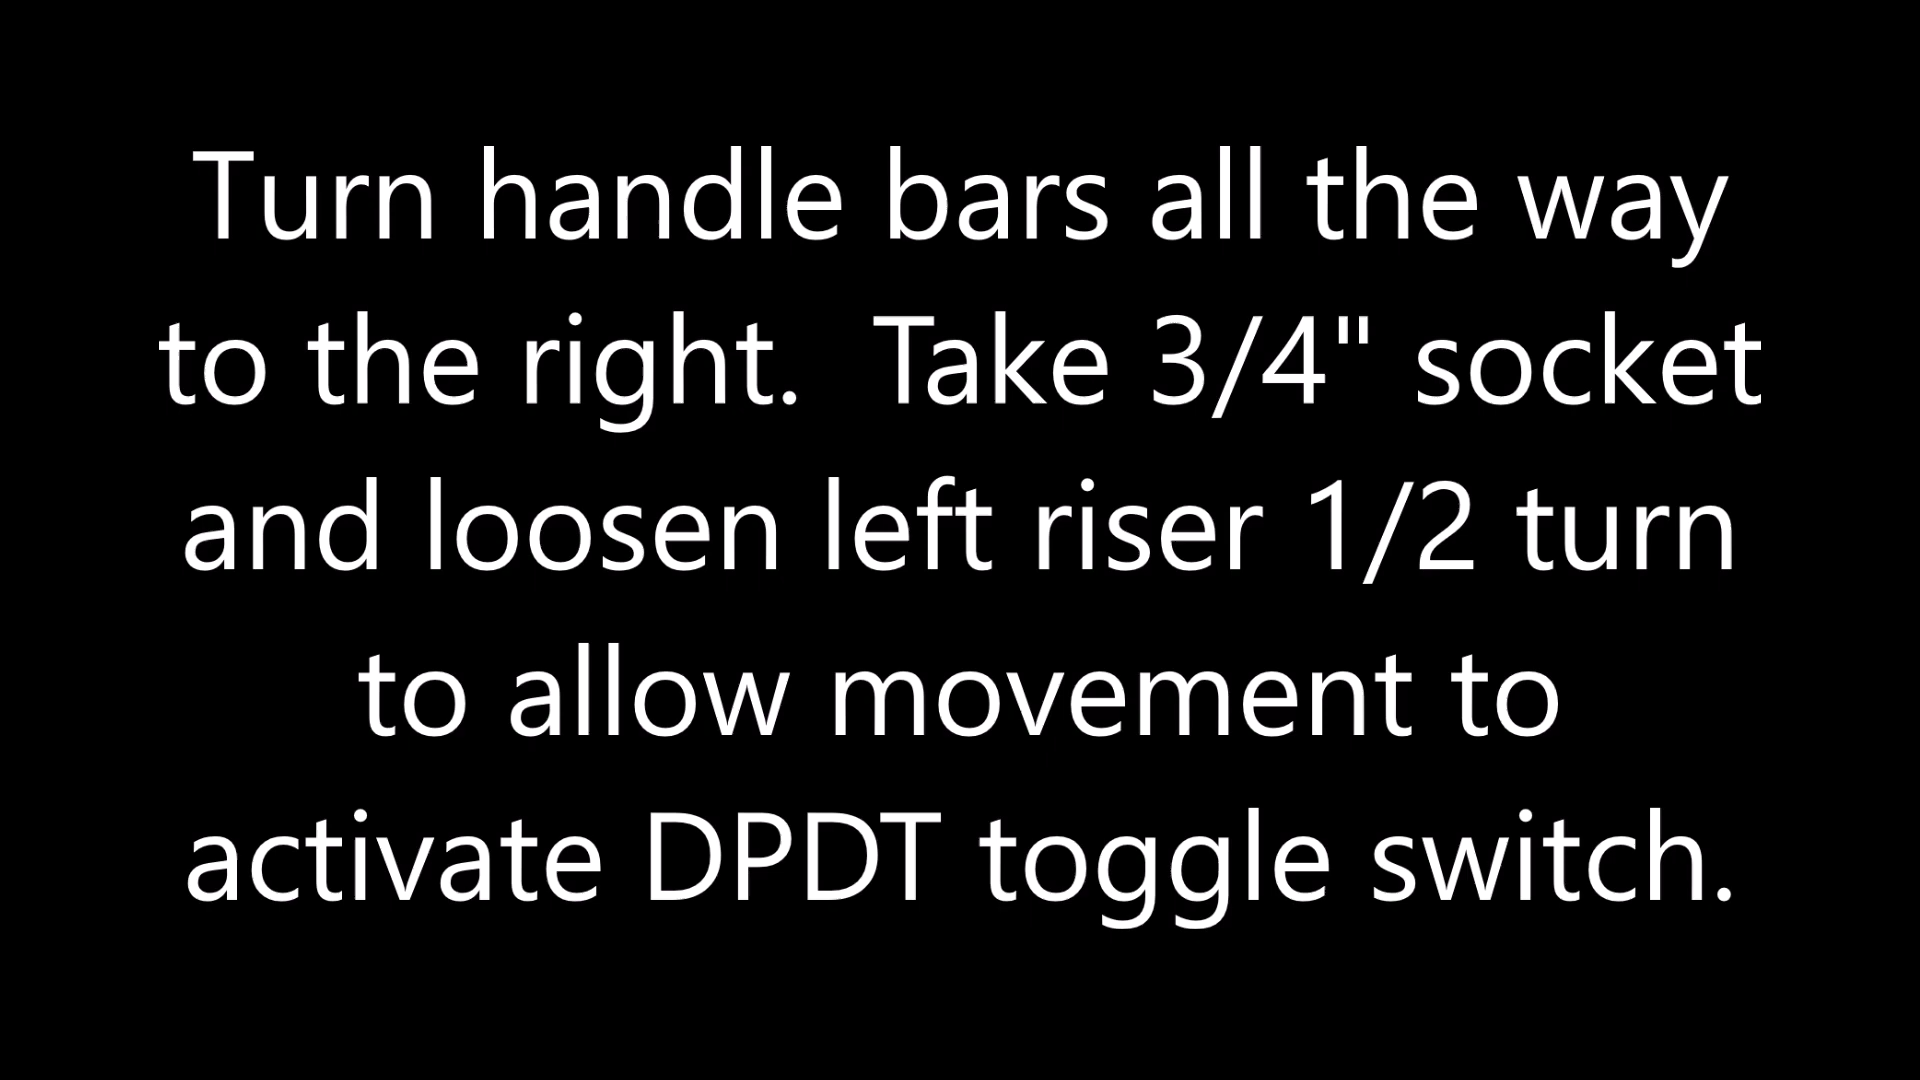 Turn handle bars all the way
to the right.  Take 3/4" socket
and loosen left riser 1/2 turn
to allow movement to
activate DPDT toggle switch.